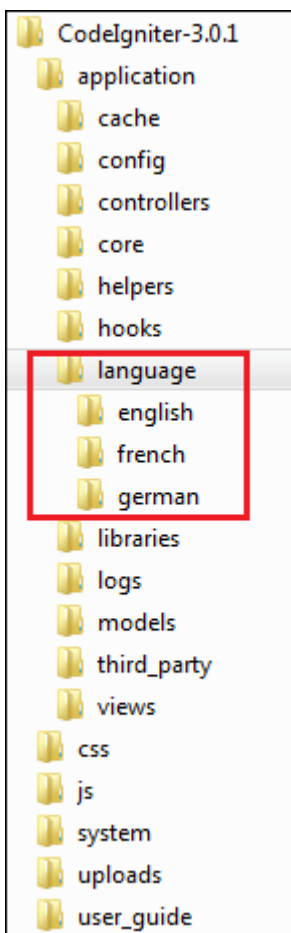 CodeIgniter-3.0.1
application
cache
config
controllers
core
helpers
hooks
language
english
french
german
libraries
logs
models
third_party
views
css
js
system
uploads
user_guide